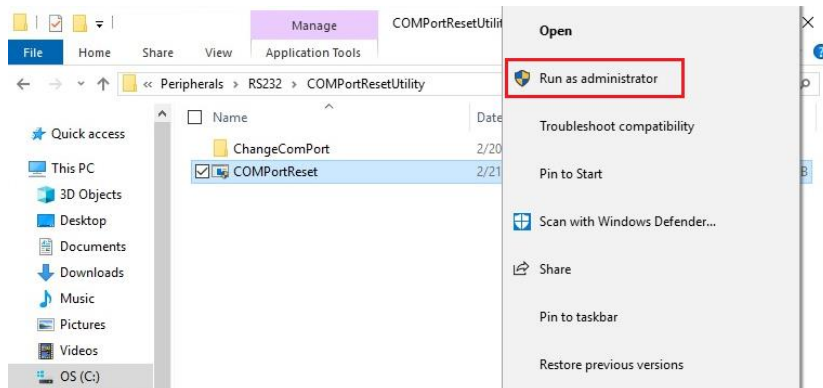 Manage
COMPortResetUtilit
File
Home
Share
View
Application Tools
« Peripherals > RS232 > COMPortResetUtility
Name
Date
Quick access
ChangeComPort
2/20
This PC
COMPortReset
2/21
B
3D Objects
Desktop
Documents
Downloads
Music
Pictures
Videos
OS (C:)
Open
Run as administrator
Troubleshoot compatibility
Pin to Start
Scan with Windows Defender...
Share
Pin to taskbar
Restore previous versions